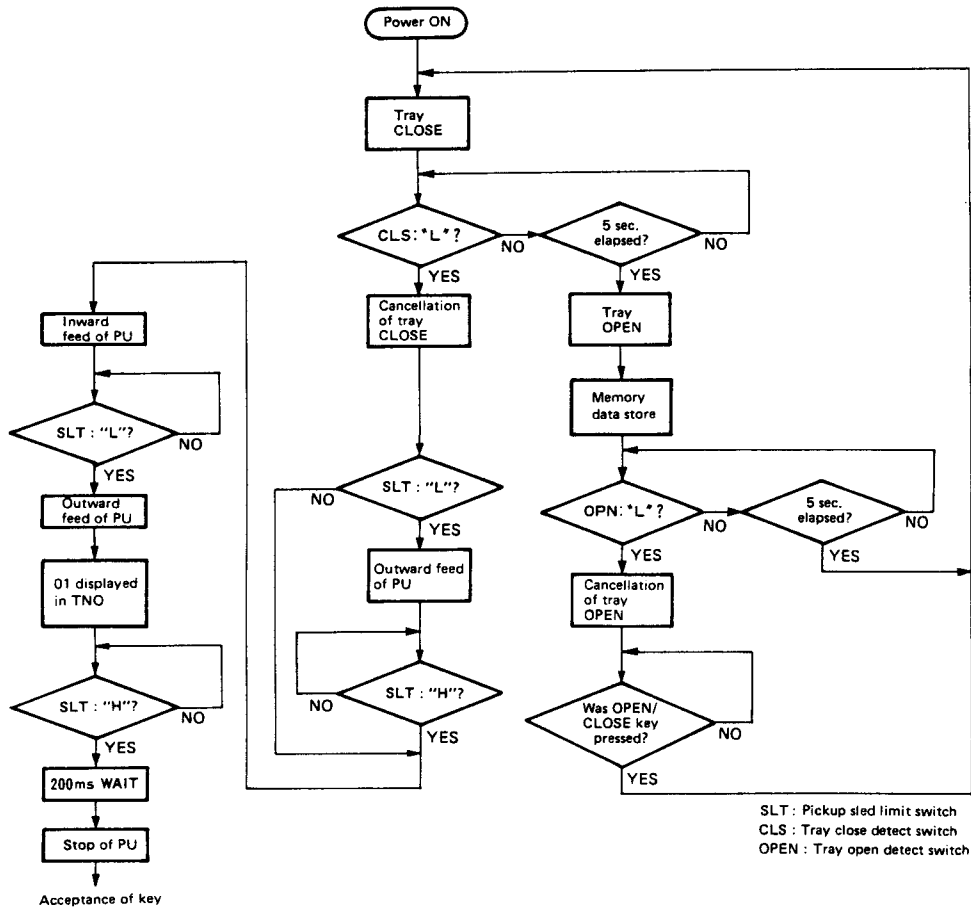 Power ON
Tray
CLOSE
CLS: "L" ?
NO
YES
5 sec.
elapsed?
NO
YES
Cancellation
of tray
CLOSE
Tray
OPEN
Memory
data store
SLT : "L"?
NO
YES
OPN: "L" ?
NO
YES
5 sec.
elapsed?
NO
YES
Outward feed
of PU
Cancellation
of tray
OPEN
SLT : "H"?
NO
YES
Was OPEN/
CLOSE key
pressed?
NO
YES
Inward
feed of PU
SLT : "L"?
NO
YES
Outward
feed of PU
01 displayed
in TNO
SLT : "H"?
NO
YES
200ms WAIT
Stop of PU
Acceptance of key
SLT : Pickup sled limit switch
CLS : Tray close detect switch
OPEN : Tray open detect switch